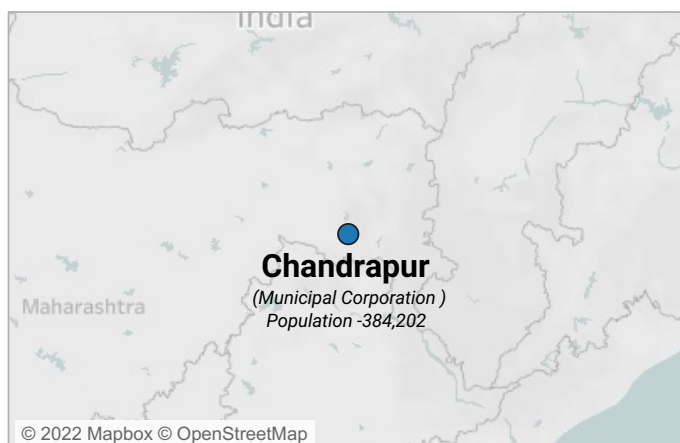 India
Chandrapur
(Municipal Corporation )
Population -384,202
Maharashtra
© 2022 Mapbox © OpenStreetMap